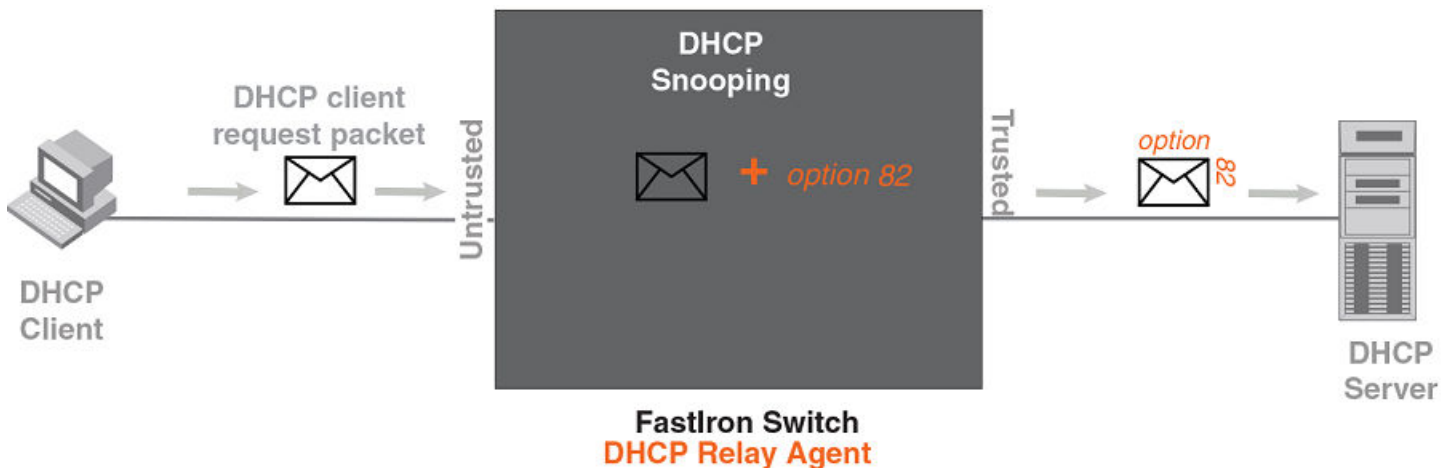 DHCP
Snooping
DHCP client
request packet
Untrusted
+ option 82
Trusted
option
82
DHCP
Client
DHCP
Server
FastIron Switch
DHCP Relay Agent